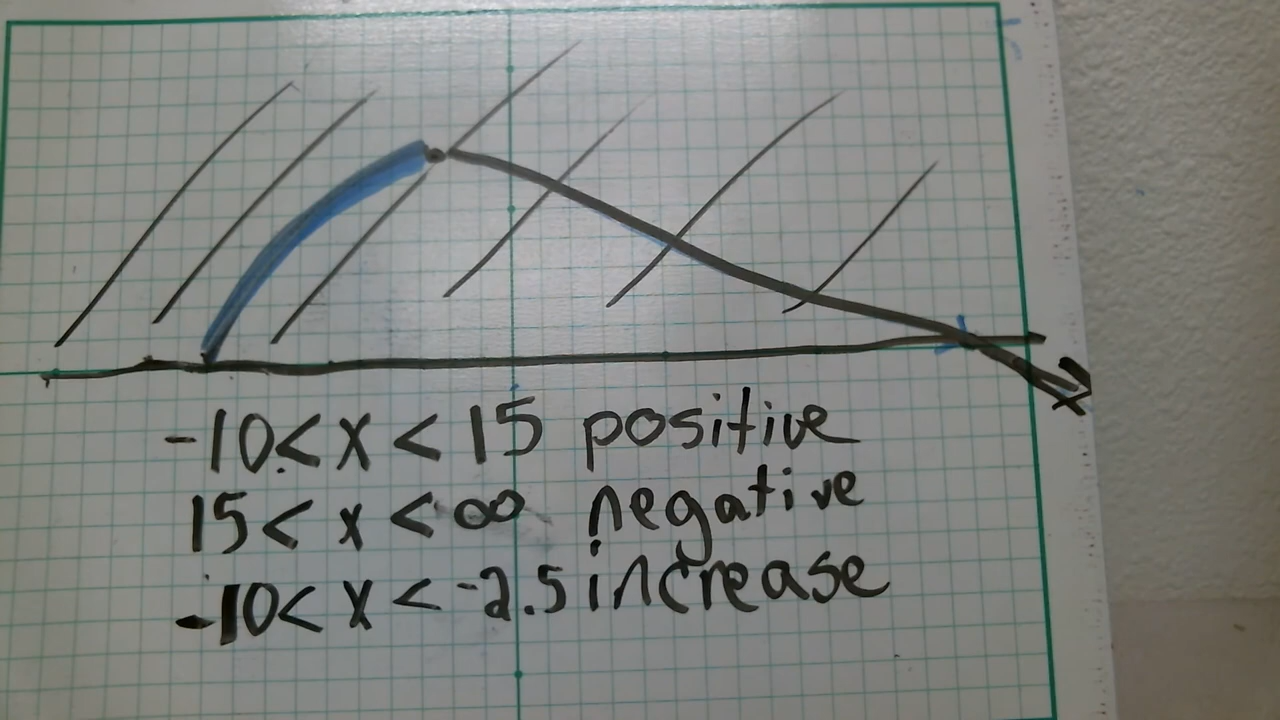 -10 < x < 15 positive
15 < x < ∞ negative
-10 < x < -2.5 increase